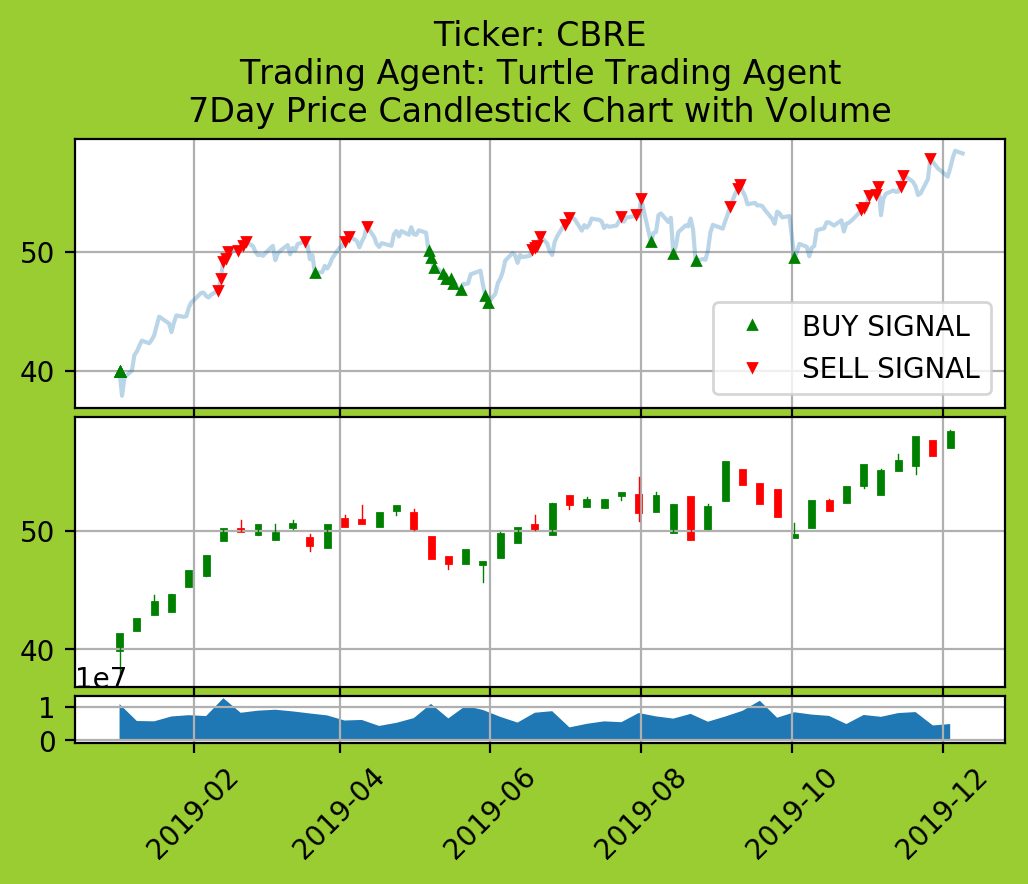 Ticker: CBRE
Trading Agent: Turtle Trading Agent
7Day Price Candlestick Chart with Volume
50
40
BUY SIGNAL
SELL SIGNAL
50
40
1e7
1
0
2019-02
2019-04
2019-06
2019-08
2019-10
2019-12